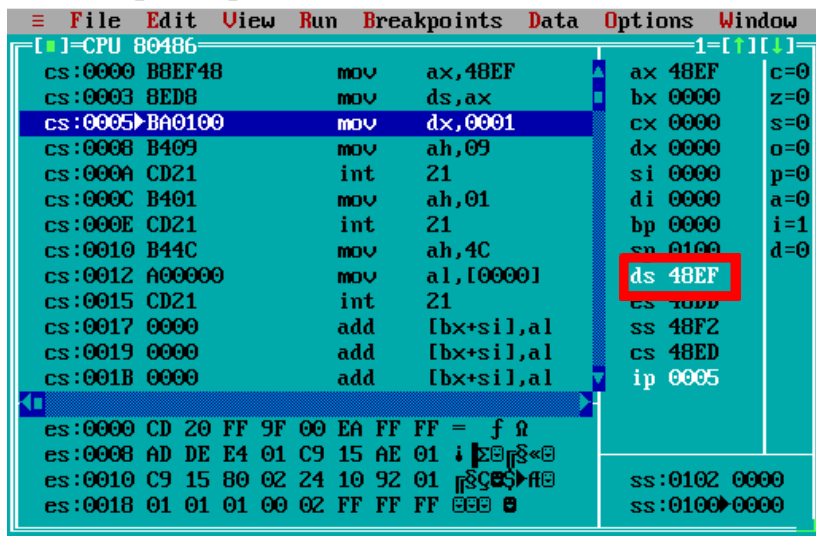 ≡ File Edit View Run Breakpoints Data Options Window
[■]=CPU 80486 1=[↑][↓]
cs:0000 B8EF48 mov ax,48EF ax 48EF c=0
cs:0003 8ED8 mov ds,ax bx 0000 z=0
cs:0005►BA0100 mov dx,0001 cx 0000 s=0
cs:0008 B409 mov ah,09 dx 0000 o=0
cs:000A CD21 int 21 si 0000 p=0
cs:000C B401 mov ah,01 di 0000 a=0
cs:000E CD21 int 21 bp 0000 i=1
cs:0010 B44C mov ah,4C sp 0100 d=0
cs:0012 A00000 mov al,[0000] ds 48EF
cs:0015 CD21 int 21 es 48DD
cs:0017 0000 add [bx+si],al ss 48F2
cs:0019 0000 add [bx+si],al cs 48ED
cs:001B 0000 add [bx+si],al ip 0005
es:0000 CD 20 FF 9F 00 EA FF FF = ƒ Ω
es:0008 AD DE E4 01 C9 15 AE 01 ¡▐Σ☺╔§«☺
es:0010 C9 15 80 02 24 10 92 01 ╔§Ç☻$►Æ☺ ss:0102 0000
es:0018 01 01 01 00 02 FF FF FF ☺☺☺ ☻ ss:0100►0000